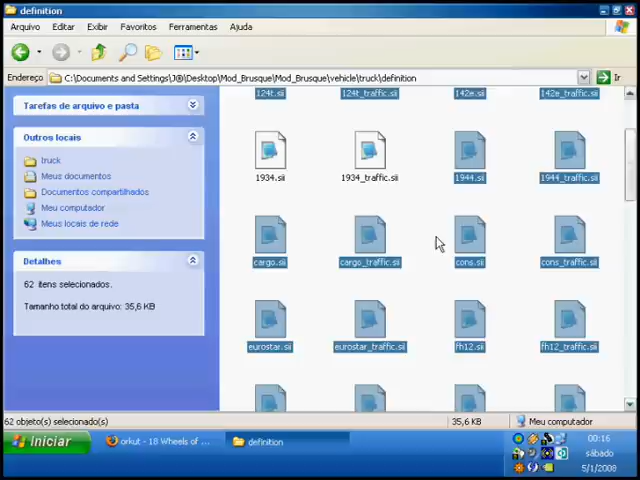 definition
Arquivo Editar Exibir Favoritos Ferramentas Ajuda
Endereço C:\Documents and Settings\J®\Desktop\Mod_Brusque\Mod_Brusque\vehicle\truck\definition Ir
Tarefas de arquivo e pasta
Outros locais
truck
Meus documentos
Documentos compartilhados
Meu computador
Meus locais de rede
Detalhes
62 itens selecionados.
Tamanho total do arquivo: 35,6 KB
124t.sii 124t_traffic.sii 142e.sii 142e_traffic.sii
1934.sii 1934_traffic.sii 1944.sii 1944_traffic.sii
cargo.sii cargo_traffic.sii cons.sii cons_traffic.sii
eurostar.sii eurostar_traffic.sii fh12.sii fh12_traffic.sii
62 objeto(s) selecionado(s) 35,6 KB Meu computador
Iniciar orkut - 18 Wheels of ... definition 00:16
sábado
5/1/2008